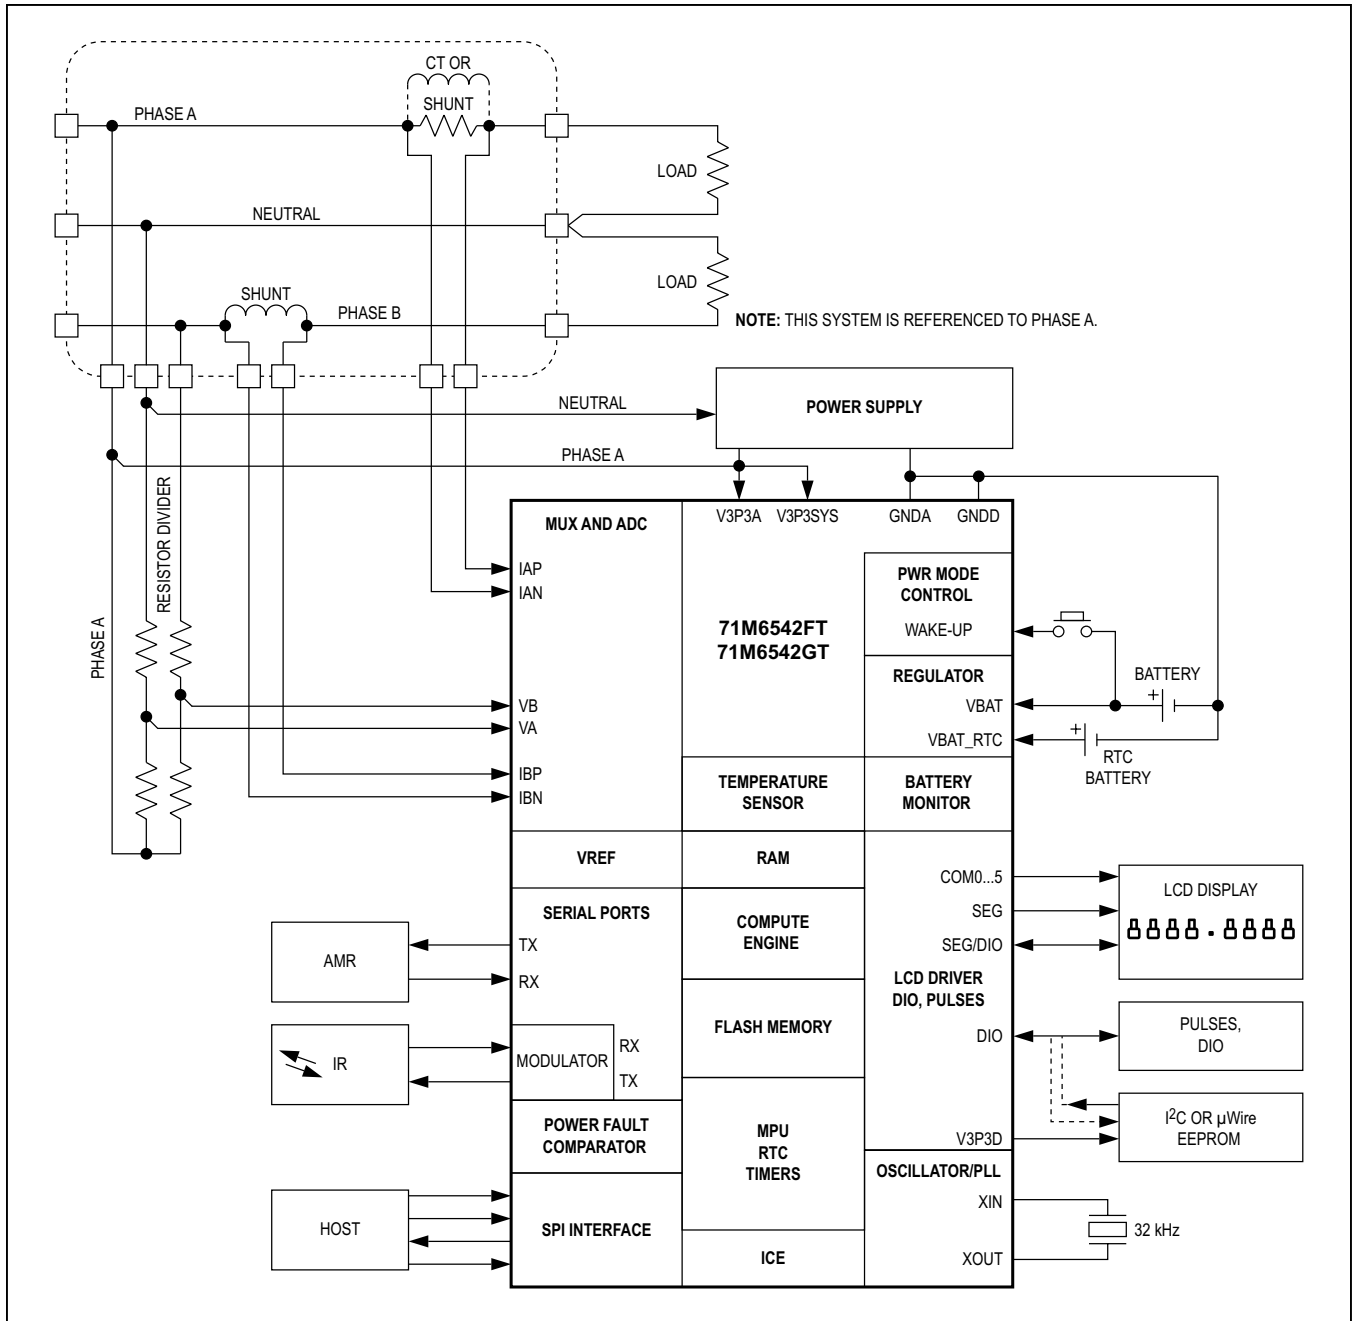 CT OR
SHUNT
PHASE A
LOAD
NEUTRAL
SHUNT
LOAD
PHASE B
NOTE: THIS SYSTEM IS REFERENCED TO PHASE A.
NEUTRAL
POWER SUPPLY
PHASE A
RESISTOR DIVIDER
PHASE A
MUX AND ADC
V3P3A
V3P3SYS
GNDA
GNDD
IAP
IAN
PWR MODE
CONTROL
WAKE-UP
71M6542FT
71M6542GT
REGULATOR
BATTERY
+
VB
VBAT
VA
VBAT_RTC
+
RTC
BATTERY
IBP
IBN
TEMPERATURE
SENSOR
BATTERY
MONITOR
VREF
RAM
COM0...5
LCD DISPLAY
SERIAL PORTS
SEG
8888.8888
COMPUTE
ENGINE
TX
SEG/DIO
AMR
RX
LCD DRIVER
DIO, PULSES
FLASH MEMORY
PULSES,
DIO
DIO
IR
MODULATOR
RX
TX
POWER FAULT
COMPARATOR
MPU
RTC
TIMERS
I2C OR µWire
EEPROM
V3P3D
OSCILLATOR/PLL
XIN
HOST
SPI INTERFACE
32 kHz
ICE
XOUT